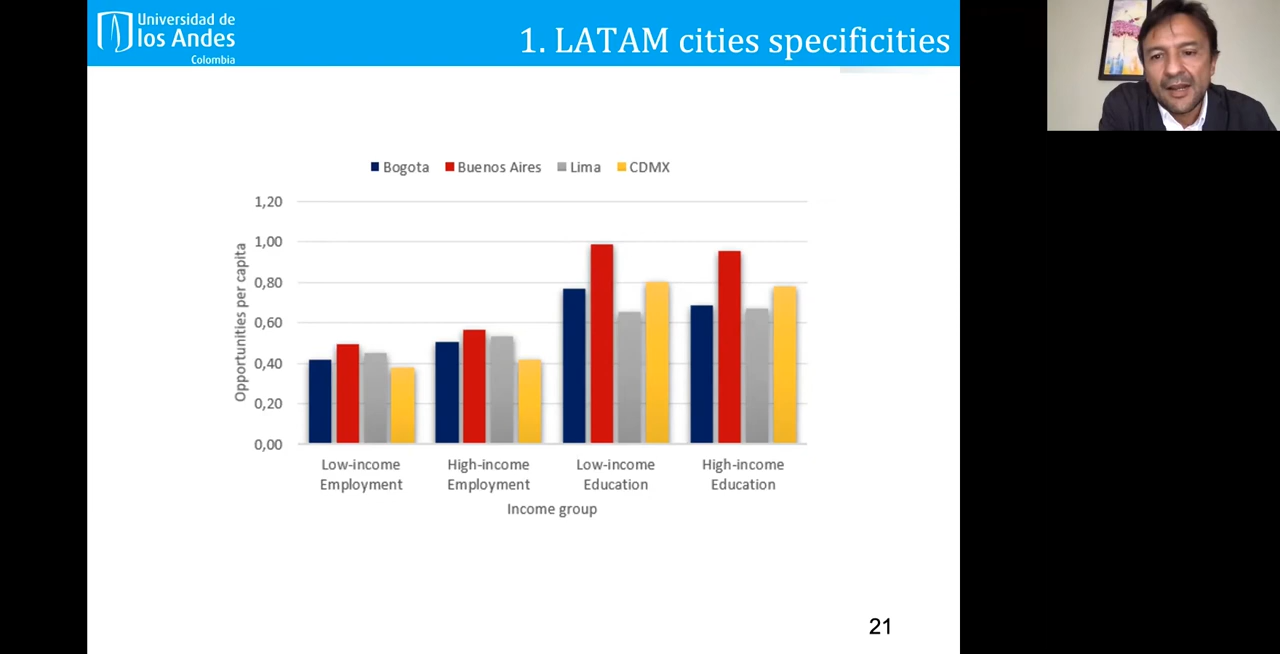 Universidad de
los Andes
Colombia
1. LATAM cities specificities
Bogota Buenos Aires Lima CDMX
Opportunities per capita
1,20
1,00
0,80
0,60
0,40
0,20
0,00
Low-income
Employment
High-income
Employment
Low-income
Education
High-income
Education
Income group
21